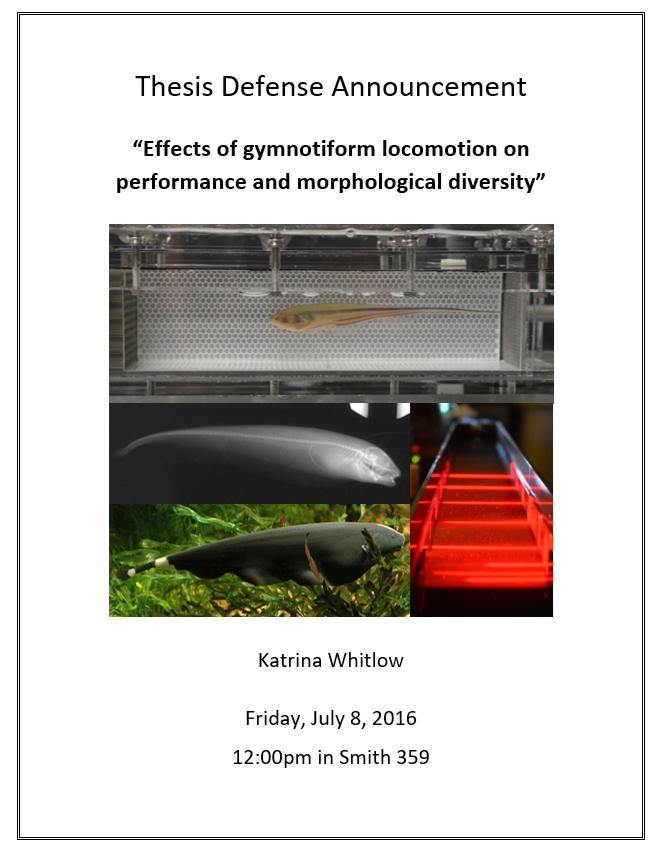 Thesis Defense Announcement
“Effects of gymnotiform locomotion on
performance and morphological diversity”
Katrina Whitlow
Friday, July 8, 2016
12:00pm in Smith 359